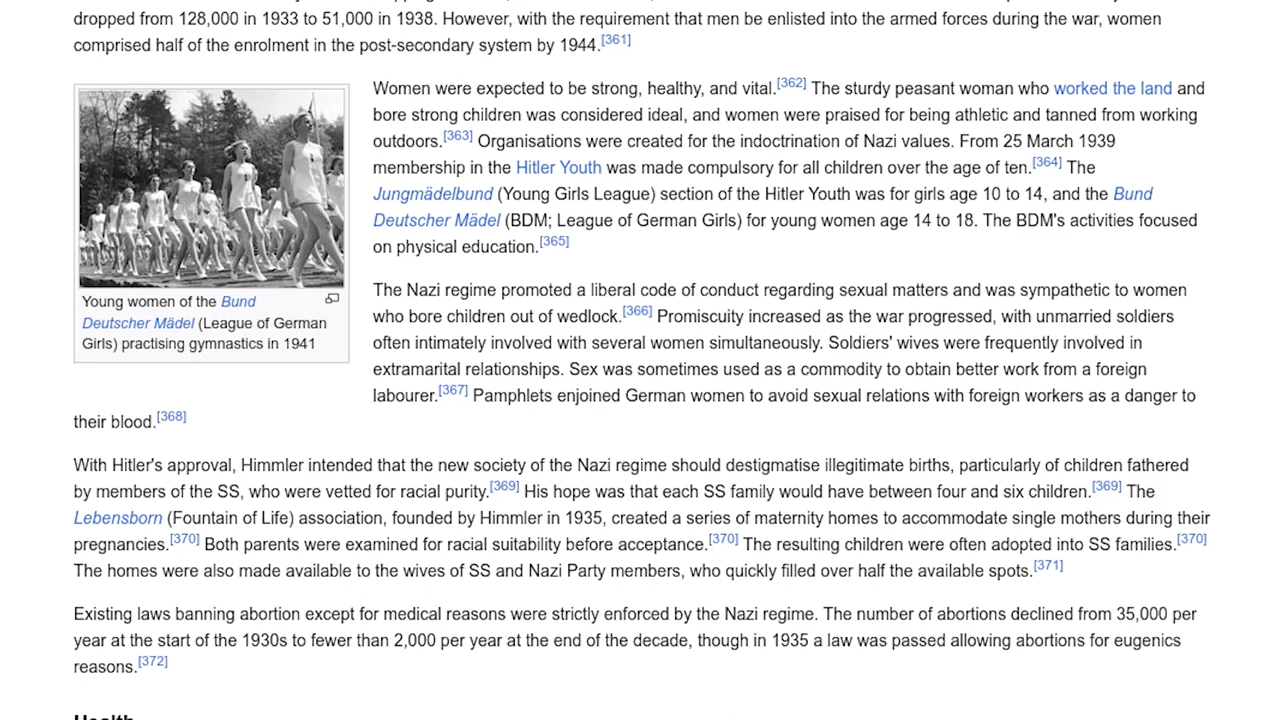 dropped from 128,000 in 1933 to 51,000 in 1938. However, with the requirement that men be enlisted into the armed forces during the war, women
comprised half of the enrolment in the post-secondary system by 1944.[361]
Women were expected to be strong, healthy, and vital.[362] The sturdy peasant woman who worked the land and
bore strong children was considered ideal, and women were praised for being athletic and tanned from working
outdoors.[363] Organisations were created for the indoctrination of Nazi values. From 25 March 1939
membership in the Hitler Youth was made compulsory for all children over the age of ten.[364] The
Jungmädelbund (Young Girls League) section of the Hitler Youth was for girls age 10 to 14, and the Bund
Deutscher Mädel (BDM; League of German Girls) for young women age 14 to 18. The BDM's activities focused
on physical education.[365]
Young women of the Bund
Deutscher Mädel (League of German
Girls) practising gymnastics in 1941
The Nazi regime promoted a liberal code of conduct regarding sexual matters and was sympathetic to women
who bore children out of wedlock.[366] Promiscuity increased as the war progressed, with unmarried soldiers
often intimately involved with several women simultaneously. Soldiers' wives were frequently involved in
extramarital relationships. Sex was sometimes used as a commodity to obtain better work from a foreign
labourer.[367] Pamphlets enjoined German women to avoid sexual relations with foreign workers as a danger to
their blood.[368]
With Hitler's approval, Himmler intended that the new society of the Nazi regime should destigmatise illegitimate births, particularly of children fathered
by members of the SS, who were vetted for racial purity.[369] His hope was that each SS family would have between four and six children.[369] The
Lebensborn (Fountain of Life) association, founded by Himmler in 1935, created a series of maternity homes to accommodate single mothers during their
pregnancies.[370] Both parents were examined for racial suitability before acceptance.[370] The resulting children were often adopted into SS families.[370]
The homes were also made available to the wives of SS and Nazi Party members, who quickly filled over half the available spots.[371]
Existing laws banning abortion except for medical reasons were strictly enforced by the Nazi regime. The number of abortions declined from 35,000 per
year at the start of the 1930s to fewer than 2,000 per year at the end of the decade, though in 1935 a law was passed allowing abortions for eugenics
reasons.[372]
Health